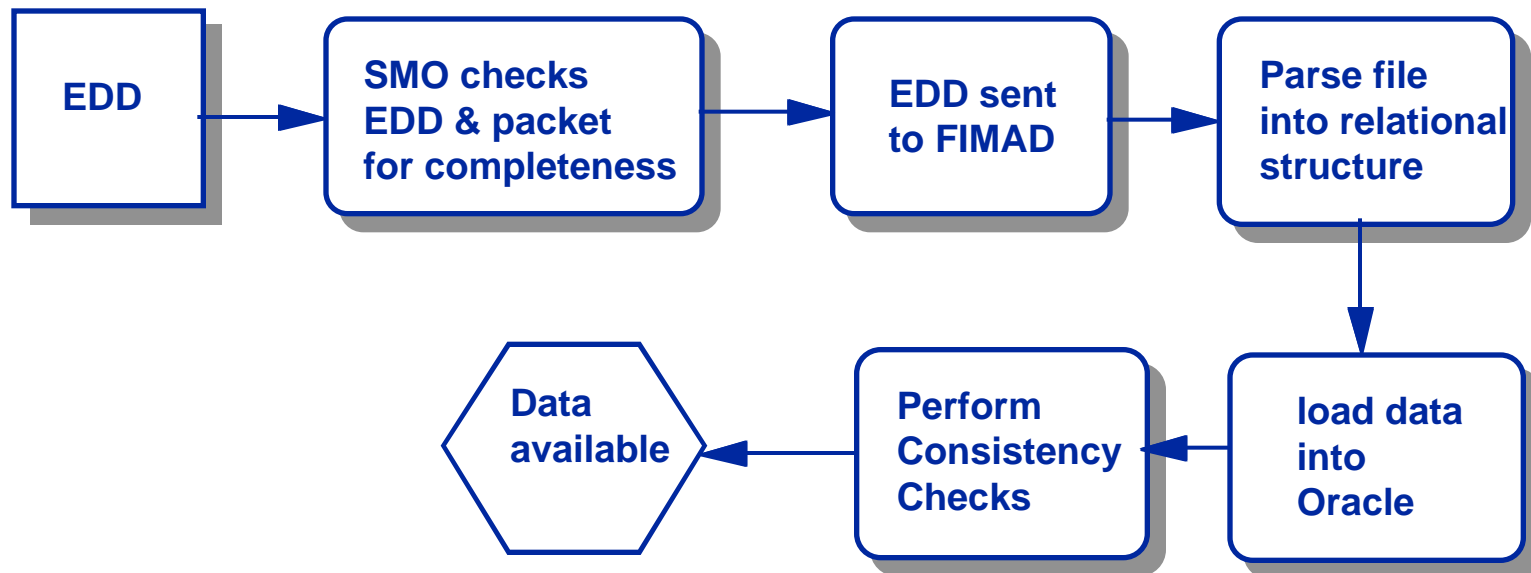 EDD
SMO checks
EDD & packet
for completeness
EDD sent
to FIMAD
Parse file
into relational
structure
load data
into
Oracle
Perform
Consistency
Checks
Data
available